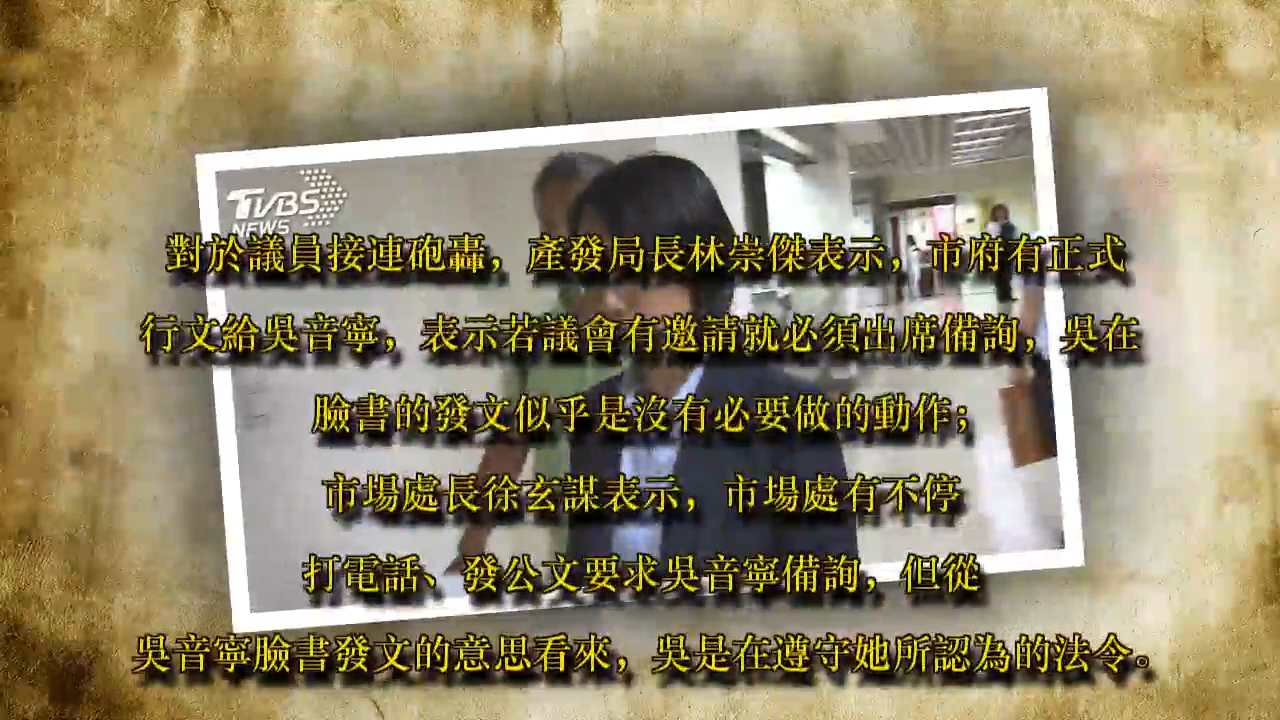 TVBS
NEWS
對於議員接連砲轟，產發局長林崇傑表示，市府有正式
行文給吳音寧，表示若議會有邀請就必須出席備詢，吳在
臉書的發文似乎是沒有必要做的動作；
市場處長徐玄謀表示，市場處有不停
打電話、發公文要求吳音寧備詢，但從
吳音寧臉書發文的意思看來，吳是在遵守她所認為的法令。